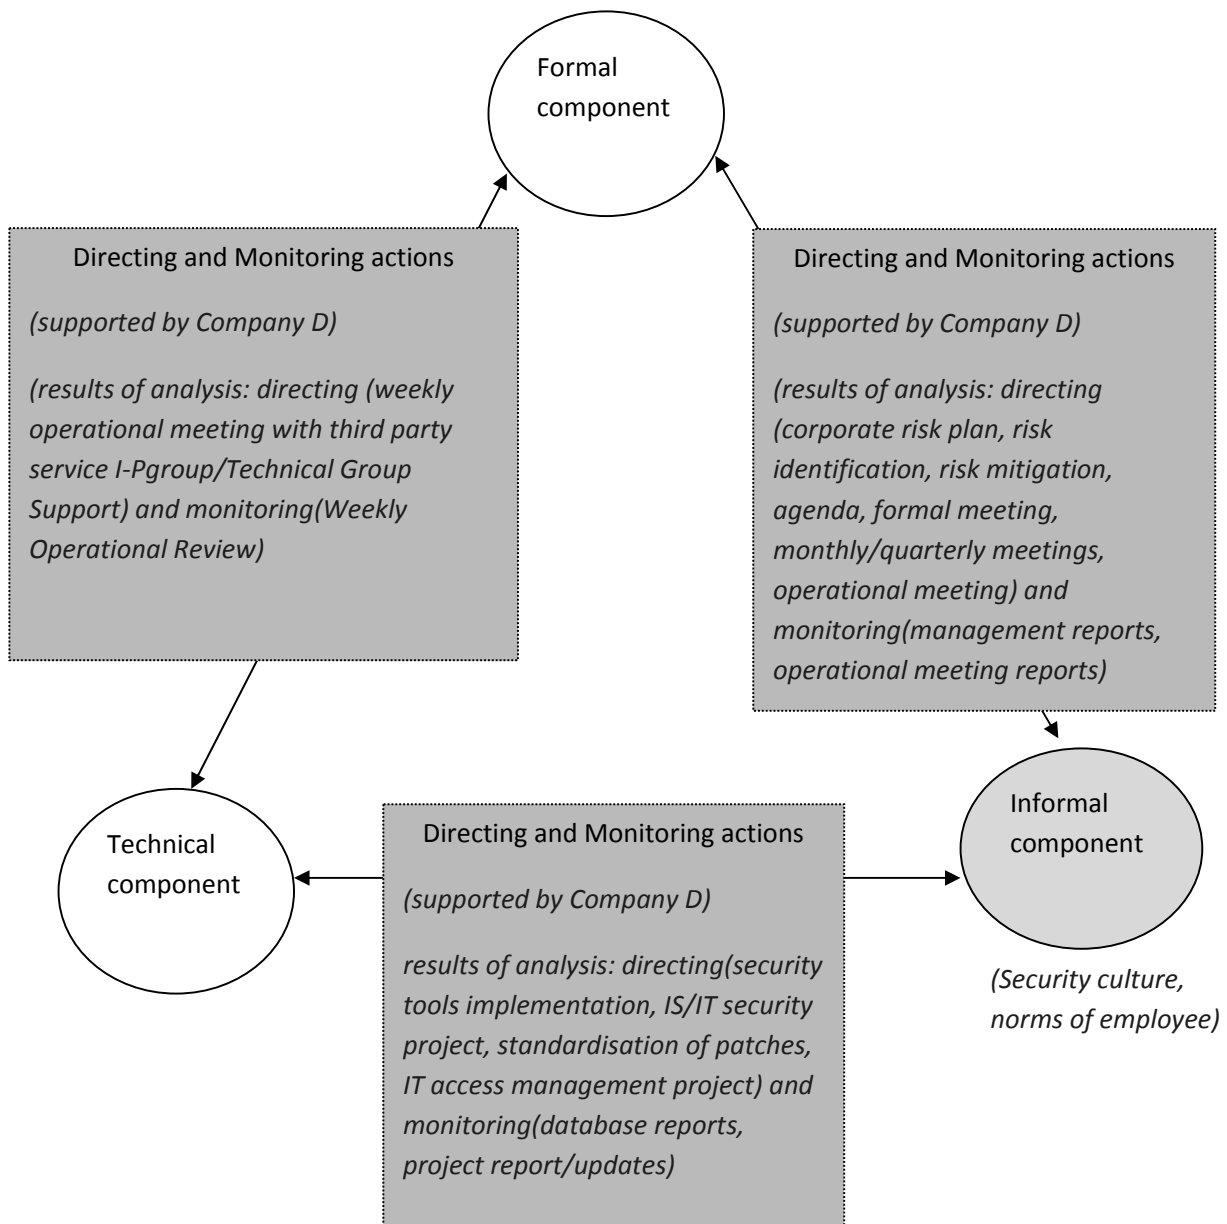 Formal
component
Directing and Monitoring actions
(supported by Company D)
(results of analysis: directing (weekly
operational meeting with third party
service I-Pgroup/Technical Group
Support) and monitoring(Weekly
Operational Review)
Directing and Monitoring actions
(supported by Company D)
(results of analysis: directing
(corporate risk plan, risk
identification, risk mitigation,
agenda, formal meeting,
monthly/quarterly meetings,
operational meeting) and
monitoring(management reports,
operational meeting reports)
Technical
component
Directing and Monitoring actions
(supported by Company D)
results of analysis: directing(security
tools implementation, IS/IT security
project, standardisation of patches,
IT access management project) and
monitoring(database reports,
project report/updates)
Informal
component
(Security culture,
norms of employee)